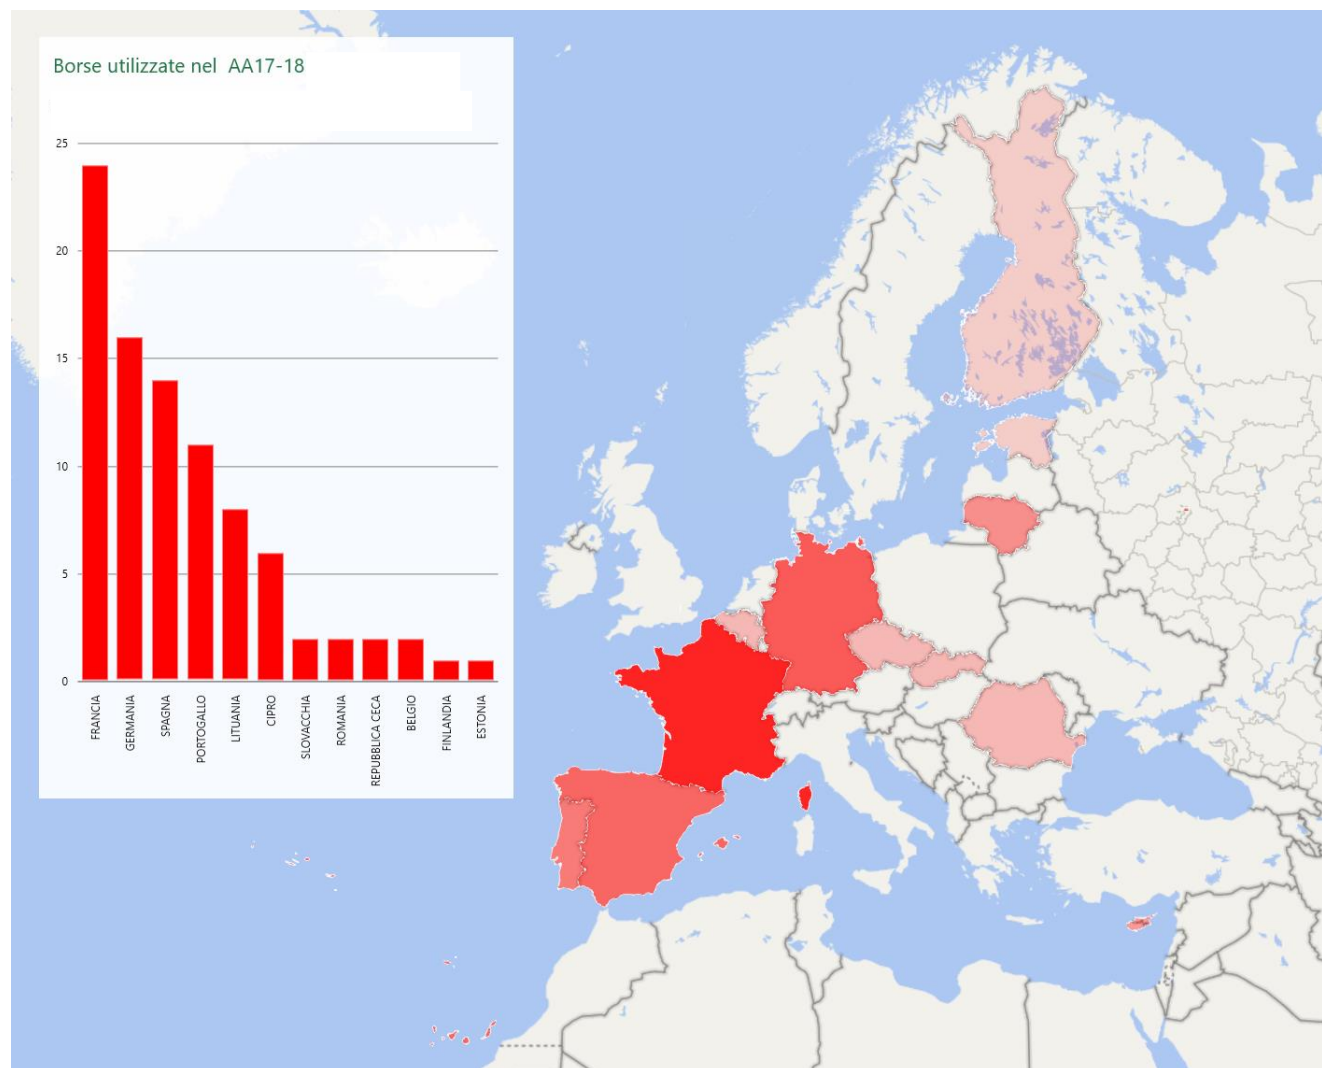 Borse utilizzate nel  AA17-18
25
20
15
10
5
0
FRANCIA
GERMANIA
SPAGNA
PORTOGALLO
LITUANIA
CIPRO
SLOVACCHIA
ROMANIA
REPUBBLICA CECA
BELGIO
FINLANDIA
ESTONIA